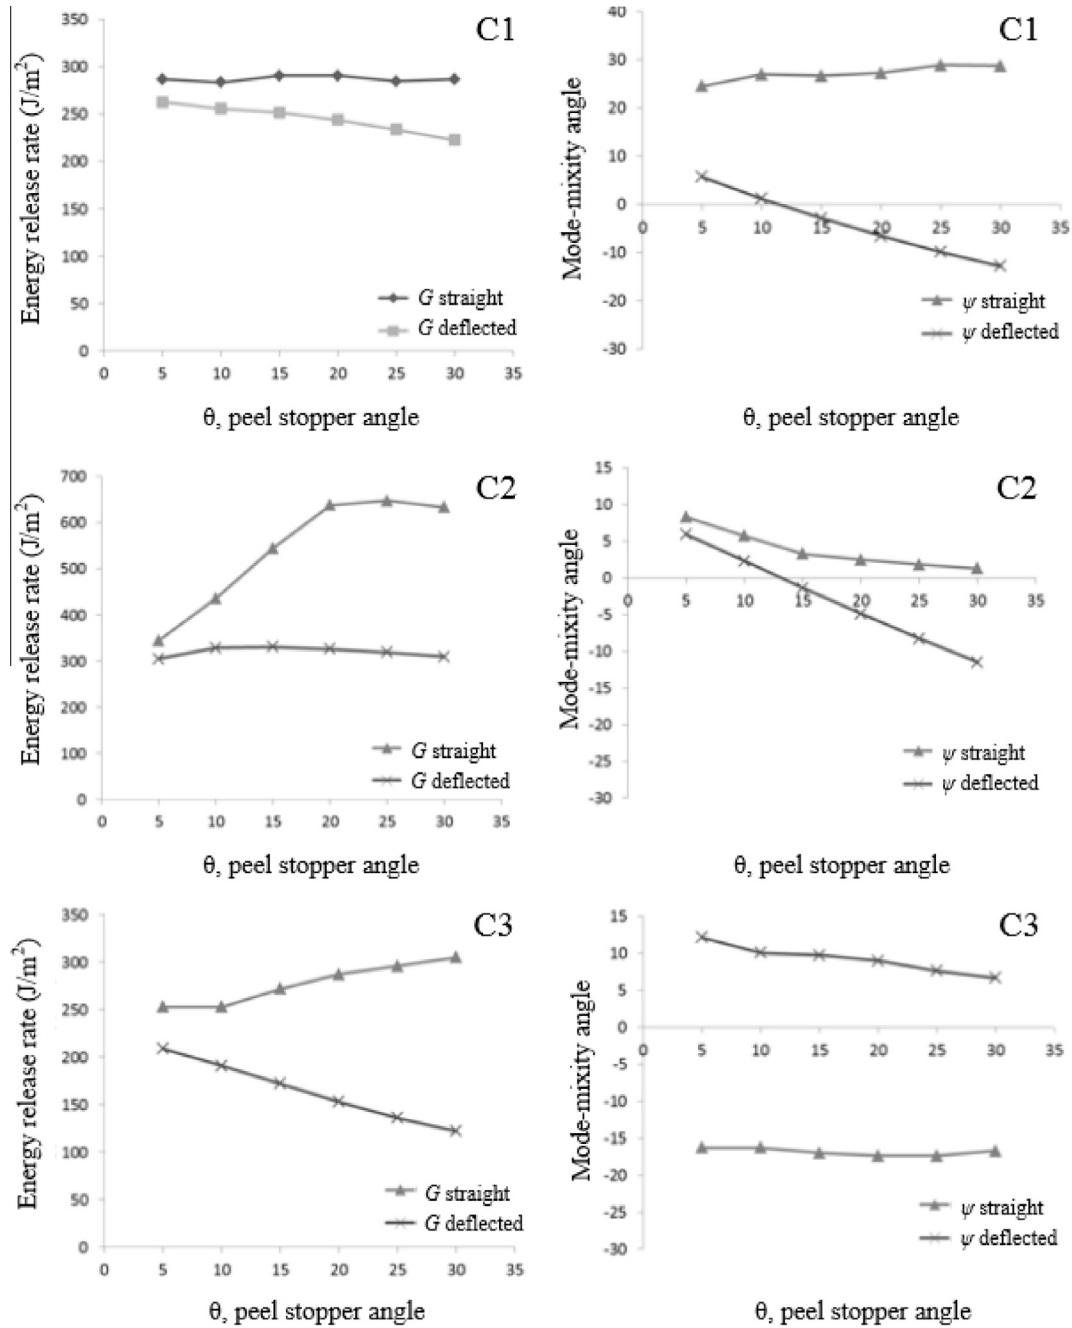 C1
Energy release rate (J/m²)
350
300
250
200
150
100
50
0
0 5 10 15 20 25 30 35
G straight
G deflected
θ, peel stopper angle
C1
Mode-mixity angle
40
30
20
10
0
-10
-20
-30
0 5 10 15 20 25 30 35
ψ straight
ψ deflected
θ, peel stopper angle
C2
Energy release rate (J/m²)
700
600
500
400
300
200
100
0
0 5 10 15 20 25 30 35
G straight
G deflected
θ, peel stopper angle
C2
Mode-mixity angle
15
10
5
0
-5
-10
-15
-20
-25
-30
0 5 10 15 20 25 30 35
ψ straight
ψ deflected
θ, peel stopper angle
C3
Energy release rate (J/m²)
350
300
250
200
150
100
50
0
0 5 10 15 20 25 30 35
G straight
G deflected
θ, peel stopper angle
C3
Mode-mixity angle
15
10
5
0
-5
-10
-15
-20
-25
-30
0 5 10 15 20 25 30 35
ψ straight
ψ deflected
θ, peel stopper angle